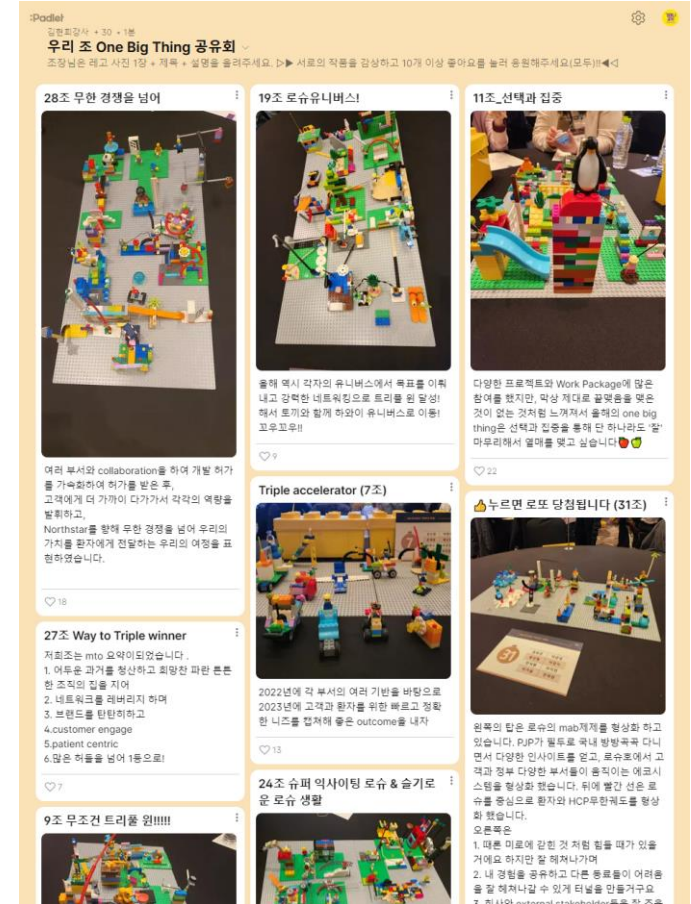 :Padlet
김현희강사 + 30 • 1분
우리 조 One Big Thing 공유회
조장님은 레고 사진 1장 + 제목 + 설명을 올려주세요. ▷▶ 서로의 작품을 감상하고 10개 이상 좋아요를 눌러 응원해주세요(모두)!!◀◁
28조 무한 경쟁을 넘어
여러 부서와 collaboration을 하여 개발 허가
를 가속화하여 허가를 받은 후,
고객에게 더 가까이 다가가서 각각의 역량을
발휘하고,
Northstar를 향해 무한 경쟁을 넘어 우리의
가치를 환자에게 전달하는 우리의 여정을 표
현하였습니다.
18
27조 Way to Triple winner
저희조는 mto 요약이되었습니다 .
1. 어두운 과거를 청산하고 희망찬 파란 튼튼
한 조직의 집을 지어
2. 네트워크를 레버리지 하며
3. 브랜드를 탄탄히하고
4.customer engage
5.patient centric
6.많은 허들을 넘어 1등으로!
7
9조 무조건 트리풀 윈!!!!!
19조 로슈유니버스!
올해 역시 각자의 유니버스에서 목표를 이뤄
내고 강력한 네트워킹으로 트리플 윈 달성!
해서 토끼와 함께 하와이 유니버스로 이동!
꼬우꼬우!!
9
Triple accelerator (7조)
2022년에 각 부서의 여러 기반을 바탕으로
2023년에 고객과 환자를 위한 빠르고 정확
한 니즈를 캡쳐해 좋은 outcome을 내자
13
24조 슈퍼 익사이팅 로슈 & 슬기로
운 로슈 생활
11조_선택과 집중
다양한 프로젝트와 Work Package에 많은
참여를 했지만, 막상 제대로 끝맺음을 맺은
것이 없는 것처럼 느껴져서 올해의 one big
thing은 선택과 집중을 통해 단 하나라도 '잘'
마무리해서 열매를 맺고 싶습니다🍎🍏
22
👍누르면 로또 당첨됩니다 (31조)
31
왼쪽의 탑은 로슈의 mab제제를 형상화 하고
있습니다. PJP가 필두로 국내 방방곡곡 다니
면서 다양한 인사이트를 얻고, 로슈호에서 고
객과 정부 다양한 부서들이 움직이는 에코시
스템을 형상화 했습니다. 뒤에 빨간 선은 로
슈를 중심으로 환자와 HCP무한궤도를 형상
화 했습니다.
오른쪽은
1. 때론 미로에 갇힌 것 처럼 힘들 때가 있을
거에요 하지만 잘 헤쳐나가며
2. 내 경험을 공유하고 다른 동료들이 어려움
을 잘 헤쳐나갈 수 있게 터널을 만들거구요
3. 회사와 external stakeholder들을 잘 조율